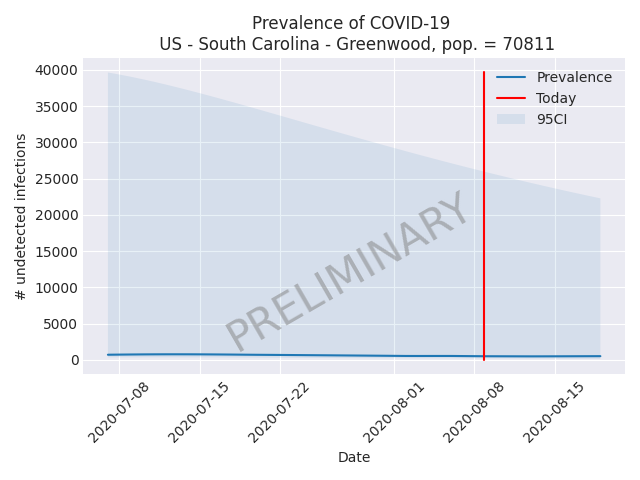 Prevalence of COVID-19
US - South Carolina - Greenwood, pop. = 70811
40000
35000
30000
25000
20000
15000
10000
5000
0
# undetected infections
Prevalence
Today
95CI
PRELIMINARY
2020-07-08
2020-07-15
2020-07-22
2020-08-01
2020-08-08
2020-08-15
Date